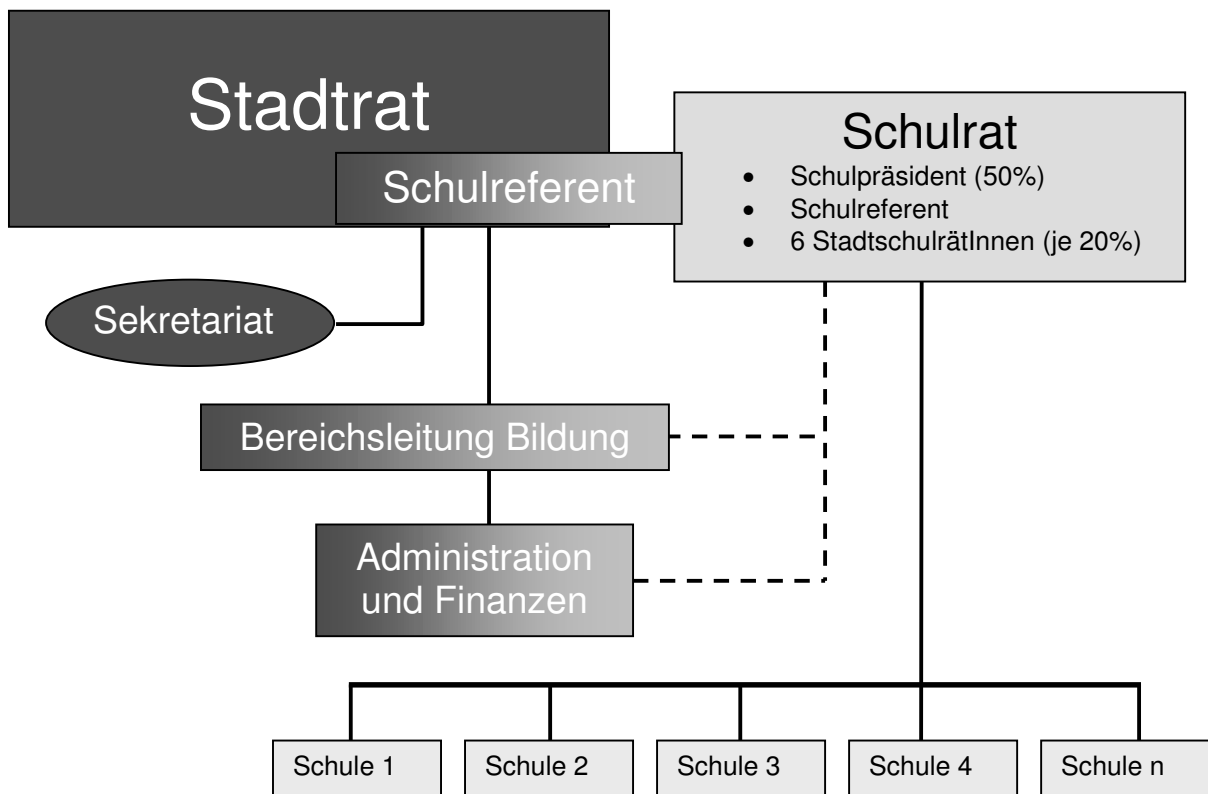 Stadtrat
Schulreferent
Schulrat
• Schulpräsident (50%)
• Schulreferent
• 6 StadtschulrätInnen (je 20%)
Sekretariat
Bereichsleitung Bildung
Administration
und Finanzen
Schule 1
Schule 2
Schule 3
Schule 4
Schule n